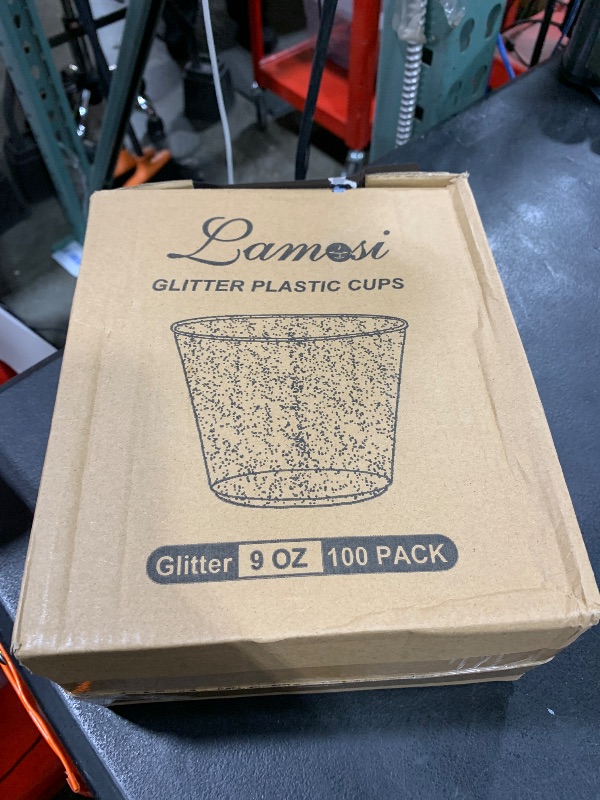 Lamosi
GLITTER PLASTIC CUPS
Glitter 9 OZ 100 PACK